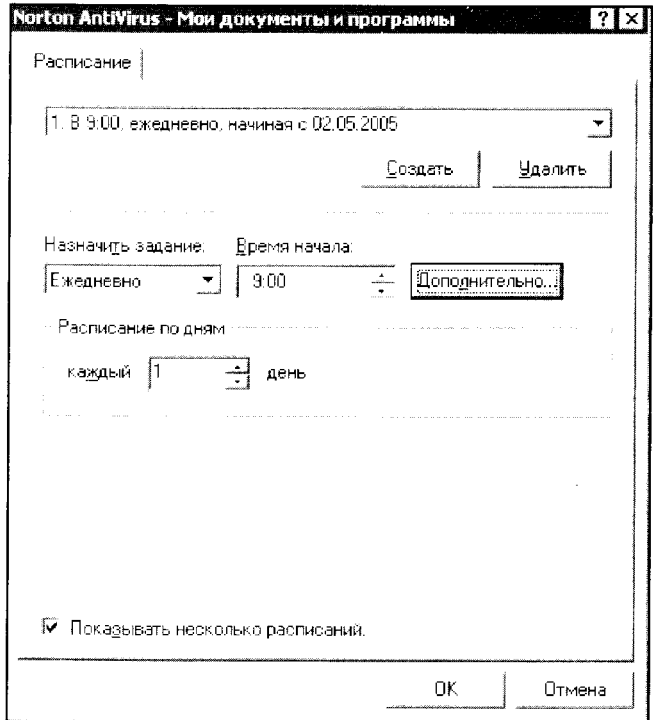 Norton AntiVirus - Мои документы и программы
Расписание
1. В 9:00, ежедневно, начиная с 02.05.2005
Создать Удалить
Назначить задание: Время начала:
Ежедневно 9:00 Дополнительно...
Расписание по дням
каждый 1 день
Показывать несколько расписаний.
OK Отмена